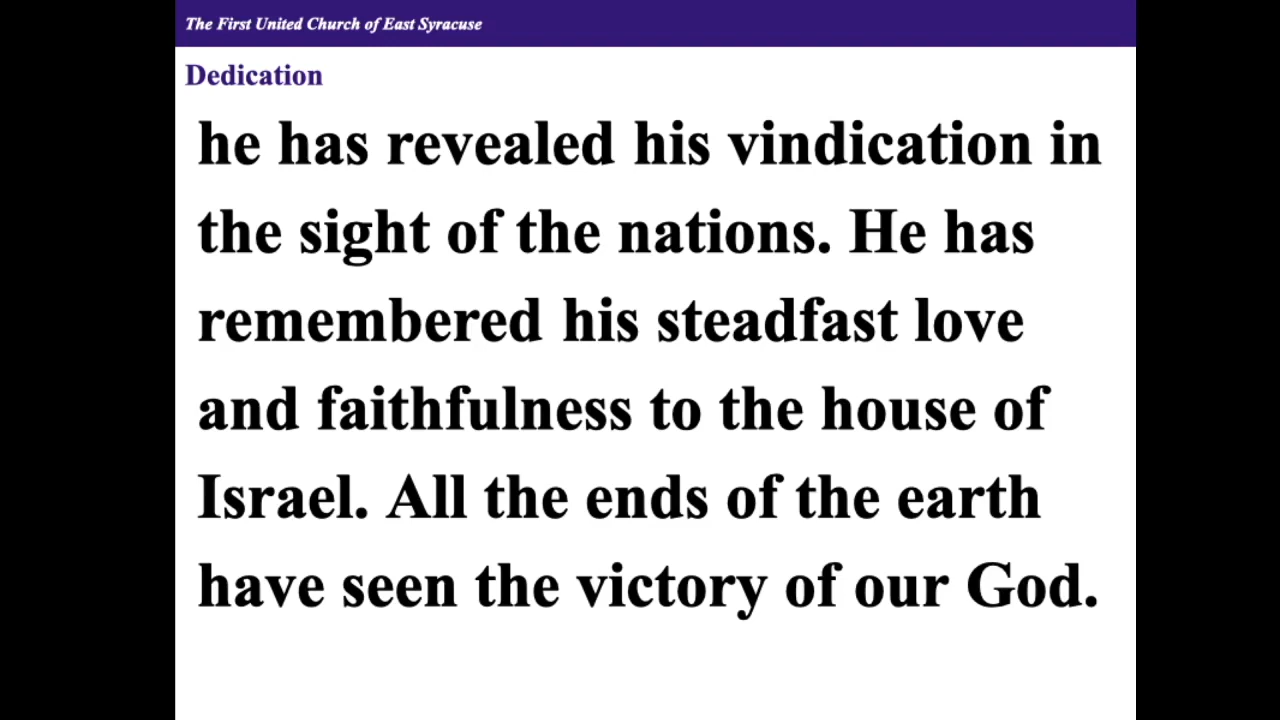 The First United Church of East Syracuse
Dedication
he has revealed his vindication in
the sight of the nations. He has
remembered his steadfast love
and faithfulness to the house of
Israel. All the ends of the earth
have seen the victory of our God.